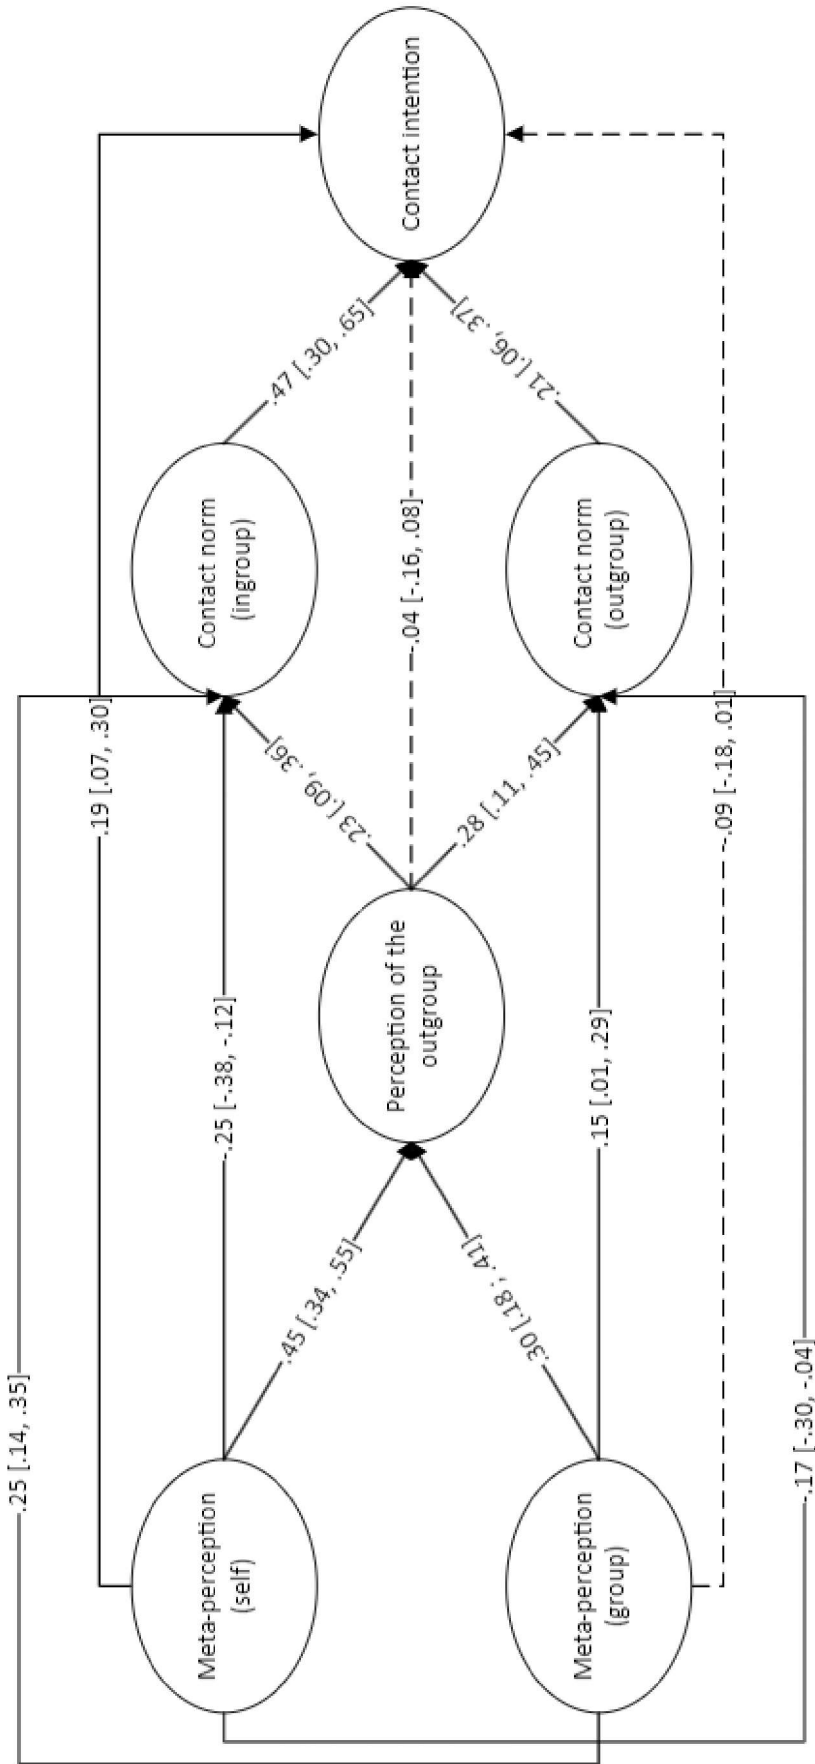 .25 [.14, .35]
.19 [.07, .30]
Meta-perception
(self)
-.25 [-.38, -.12]
Contact norm
(ingroup)
.45 [.34, .55]
.23 [.09, .36]
.47 [.30, .65]
Perception of the
outgroup
-.04 [-.16, .08]
Contact intention
.30 [.18 ; .41]
.28 [.11, .45]
.21 [.06, .37]
Meta-perception
(group)
.15 [.01, .29]
Contact norm
(outgroup)
-.09 [-.18, .01]
-.17 [-.30, -.04]